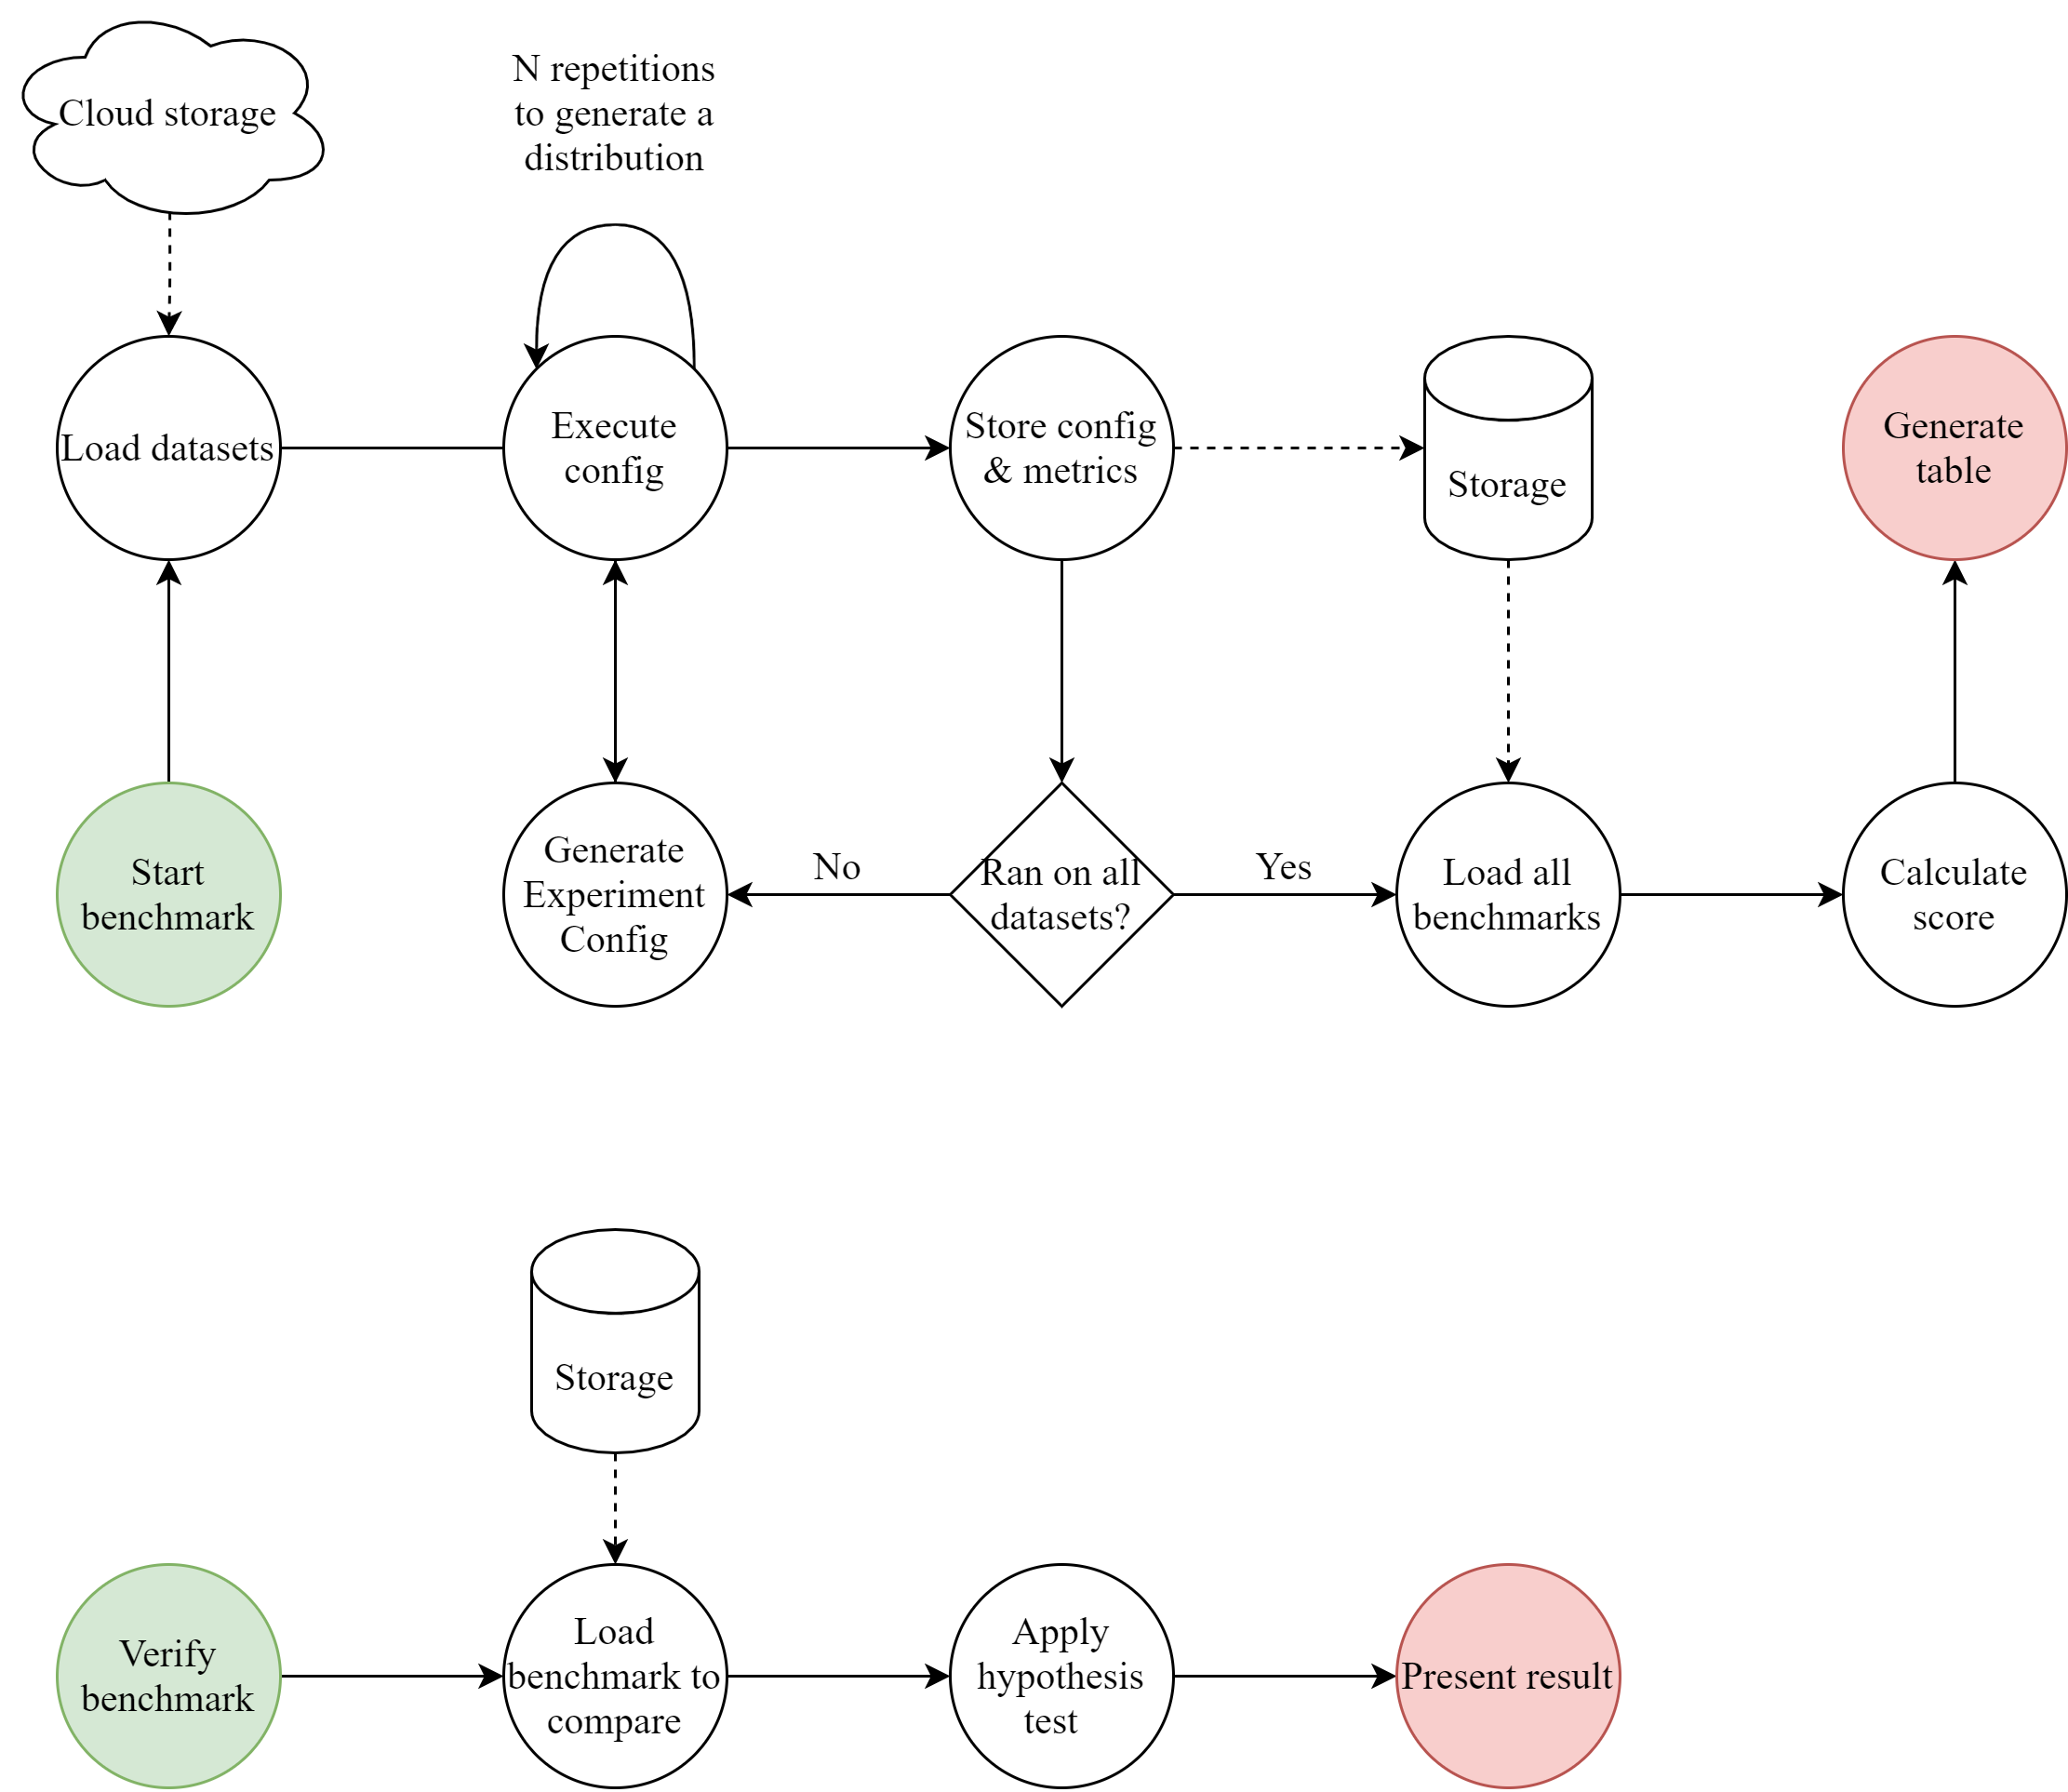 Cloud storage
N repetitions
to generate a
distribution
Load datasets
Execute
config
Store config
& metrics
Storage
Generate
table
Start
benchmark
Generate
Experiment
Config
No
Ran on all
datasets?
Yes
Load all
benchmarks
Calculate
score
Storage
Verify
benchmark
Load
benchmark to
compare
Apply
hypothesis
test
Present result